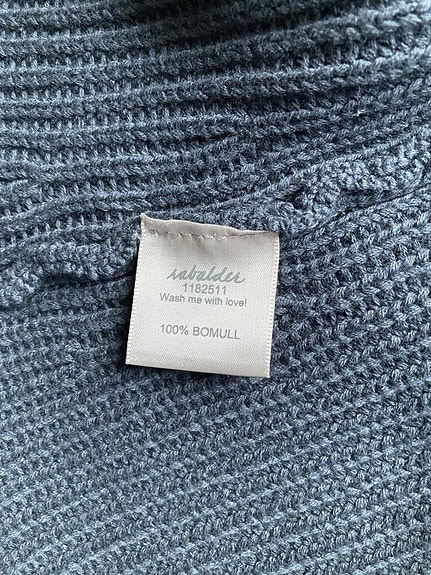 rabalder
1182511
Wash me with love!
100% BOMULL